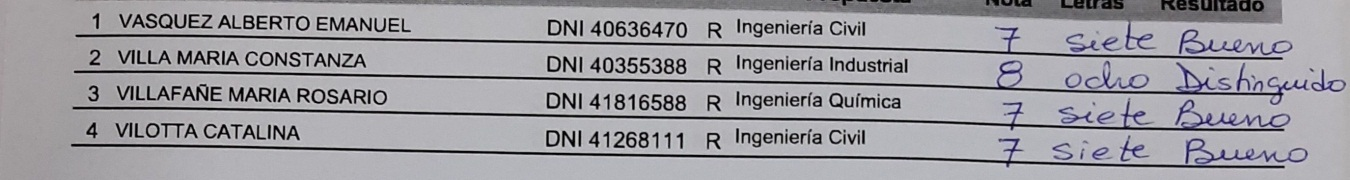 Nota Letras Resultado
1 VASQUEZ ALBERTO EMANUEL DNI 40636470 R Ingeniería Civil 7 siete Bueno
2 VILLA MARIA CONSTANZA DNI 40355388 R Ingeniería Industrial 8 ocho Distinguido
3 VILLAFAÑE MARIA ROSARIO DNI 41816588 R Ingeniería Química 7 siete Bueno
4 VILOTTA CATALINA DNI 41268111 R Ingeniería Civil 7 siete Bueno